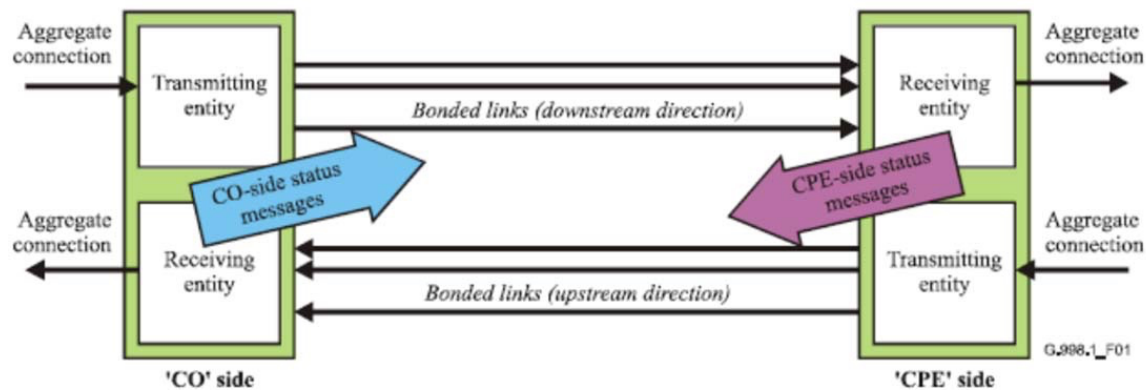 Aggregate
connection
Transmitting
entity
Bonded links (downstream direction)
Receiving
entity
Aggregate
connection
CO-side status
messages
CPE-side status
messages
Aggregate
connection
Receiving
entity
Bonded links (upstream direction)
Transmitting
entity
Aggregate
connection
G.998.1_F01
'CO' side
'CPE' side